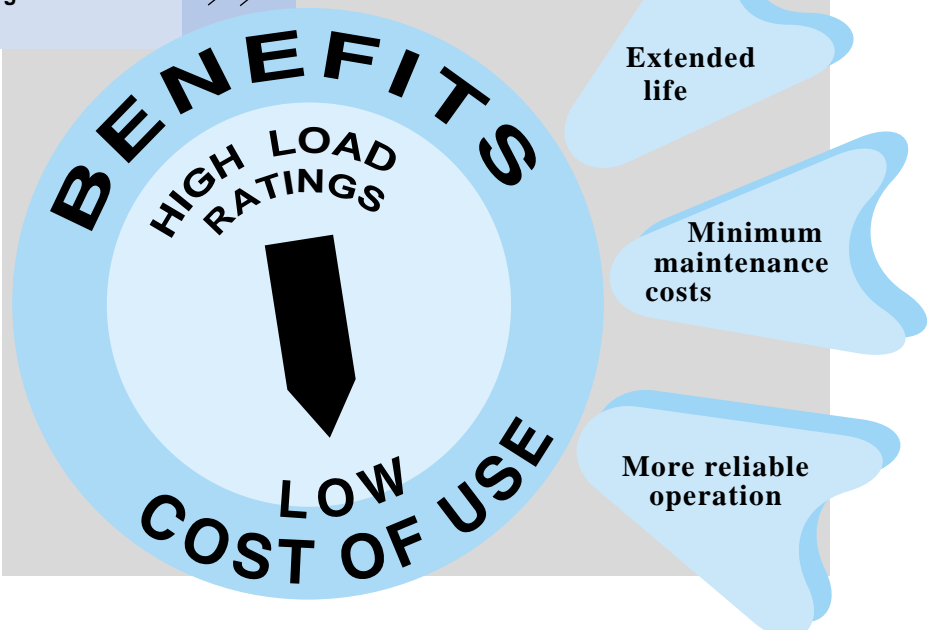 g
BENEFITS
HIGH LOAD
RATINGS
LOW
COST OF USE
Extended
life
Minimum
maintenance
costs
More reliable
operation